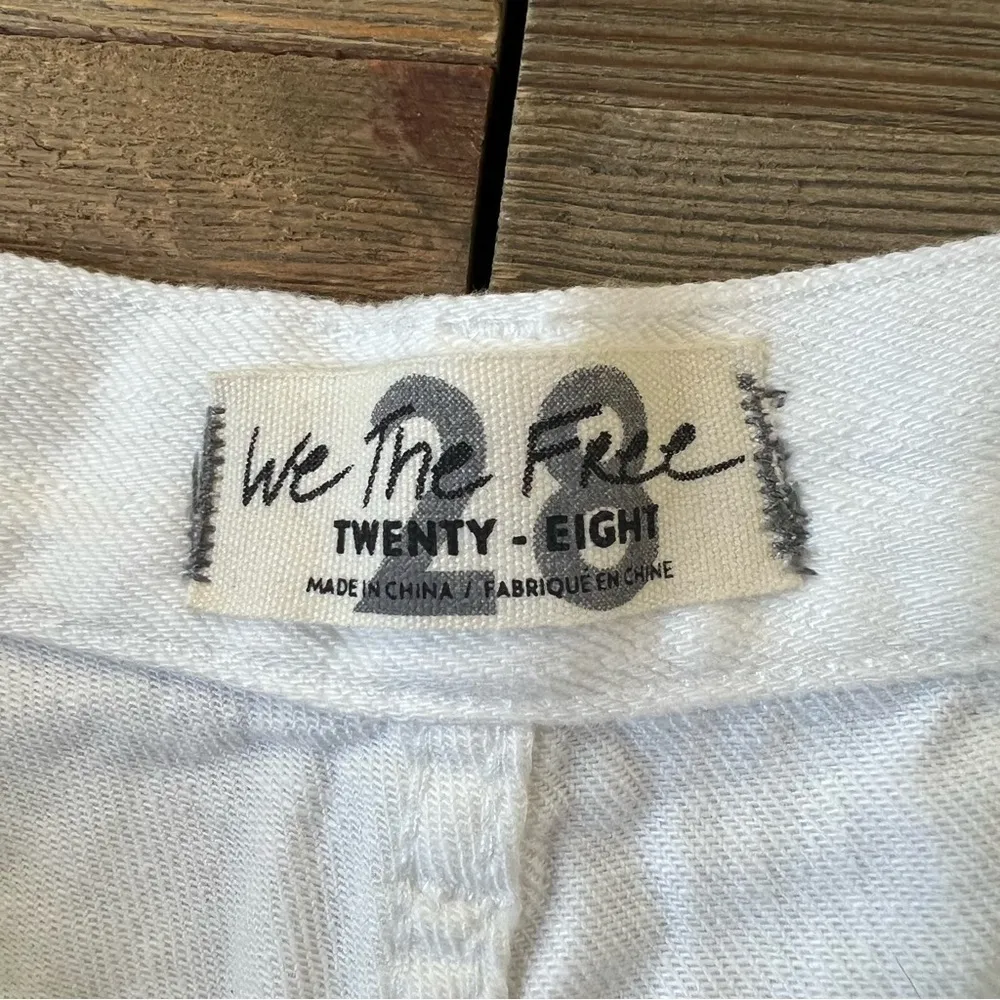 28
We The Free
TWENTY - EIGHT
MADE IN CHINA / FABRIQUÉ EN CHINE